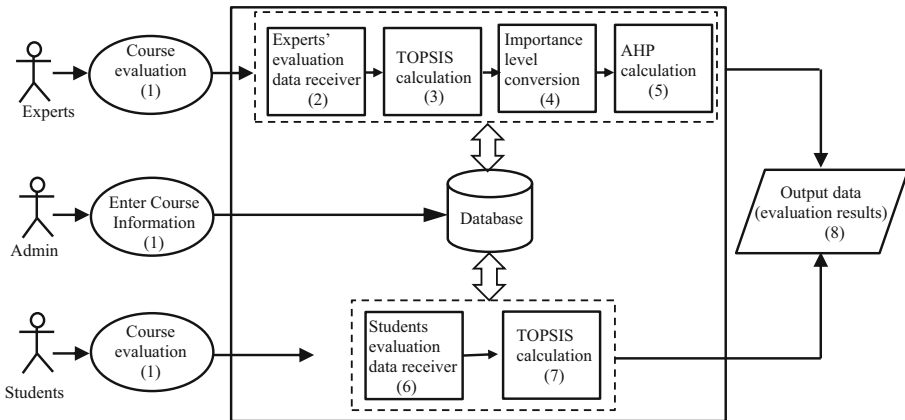 Experts
Course
evaluation
(1)
Experts'
evaluation
data receiver
(2)
TOPSIS
calculation
(3)
Importance
level
conversion
(4)
AHP
calculation
(5)
Admin
Enter Course
Information
(1)
Database
Output data
(evaluation results)
(8)
Students
Course
evaluation
(1)
Students
evaluation
data receiver
(6)
TOPSIS
calculation
(7)